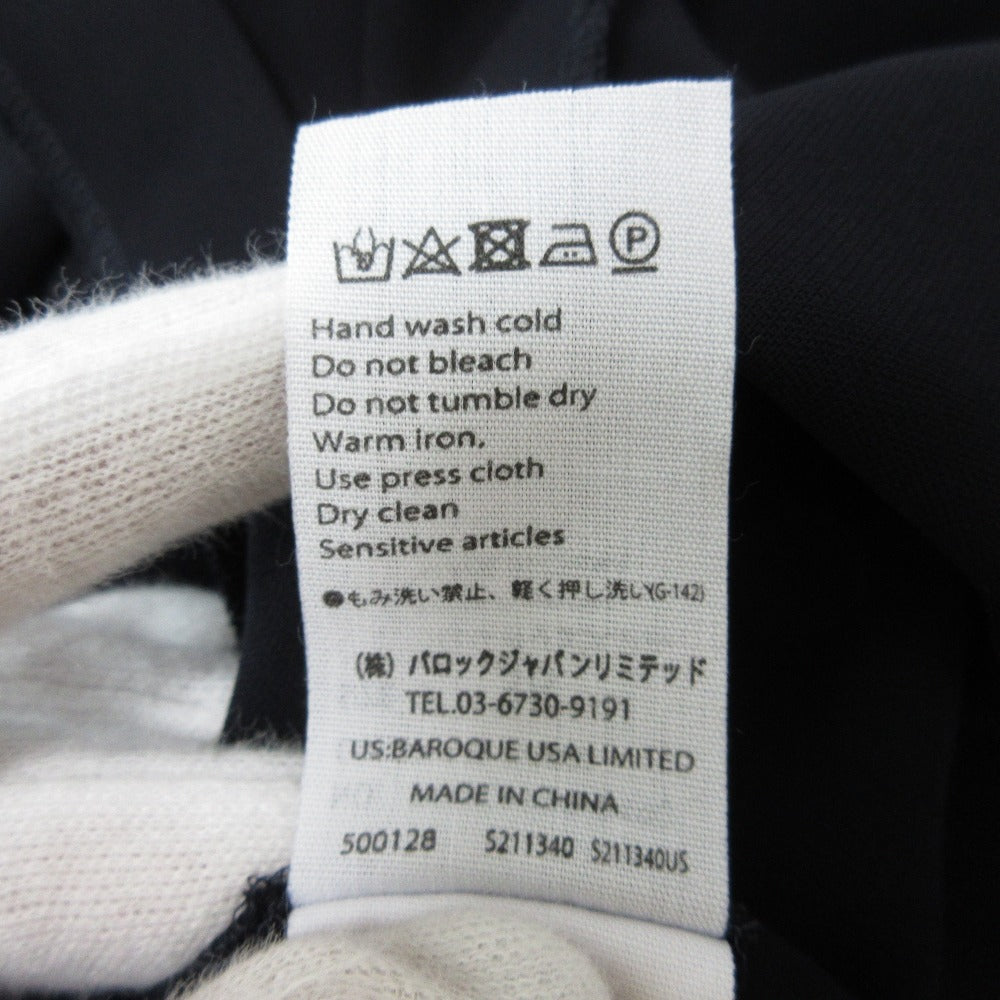 P
Hand wash cold
Do not bleach
Do not tumble dry
Warm iron.
Use press cloth
Dry clean
Sensitive articles
●もみ洗い禁止、軽く押し洗い(G-142)
(株) バロックジャパンリミテッド
TEL.03-6730-9191
US:BAROQUE USA LIMITED
MADE IN CHINA
500128 S211340 S211340US